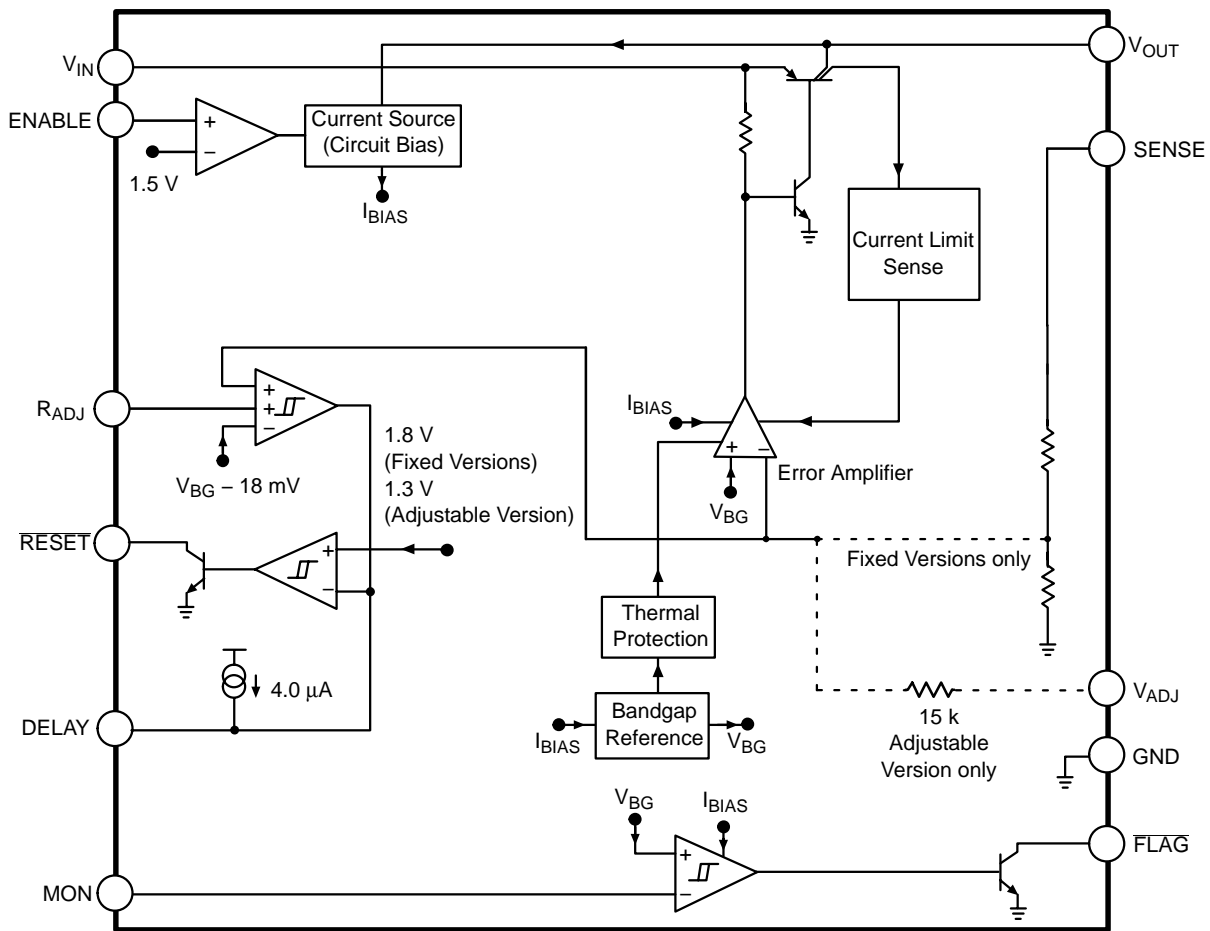 V_IN
V_OUT
ENABLE
+
−
1.5 V
Current Source
(Circuit Bias)
I_BIAS
SENSE
Current Limit
Sense
R_ADJ
+
+
−
V_BG – 18 mV
1.8 V
(Fixed Versions)
1.3 V
(Adjustable Version)
I_BIAS
+
−
Error Amplifier
V_BG
RESET
+
−
Fixed Versions only
Thermal
Protection
4.0 µA
DELAY
I_BIAS
Bandgap
Reference
V_BG
15 k
Adjustable
Version only
V_ADJ
GND
V_BG
I_BIAS
+
−
FLAG
MON